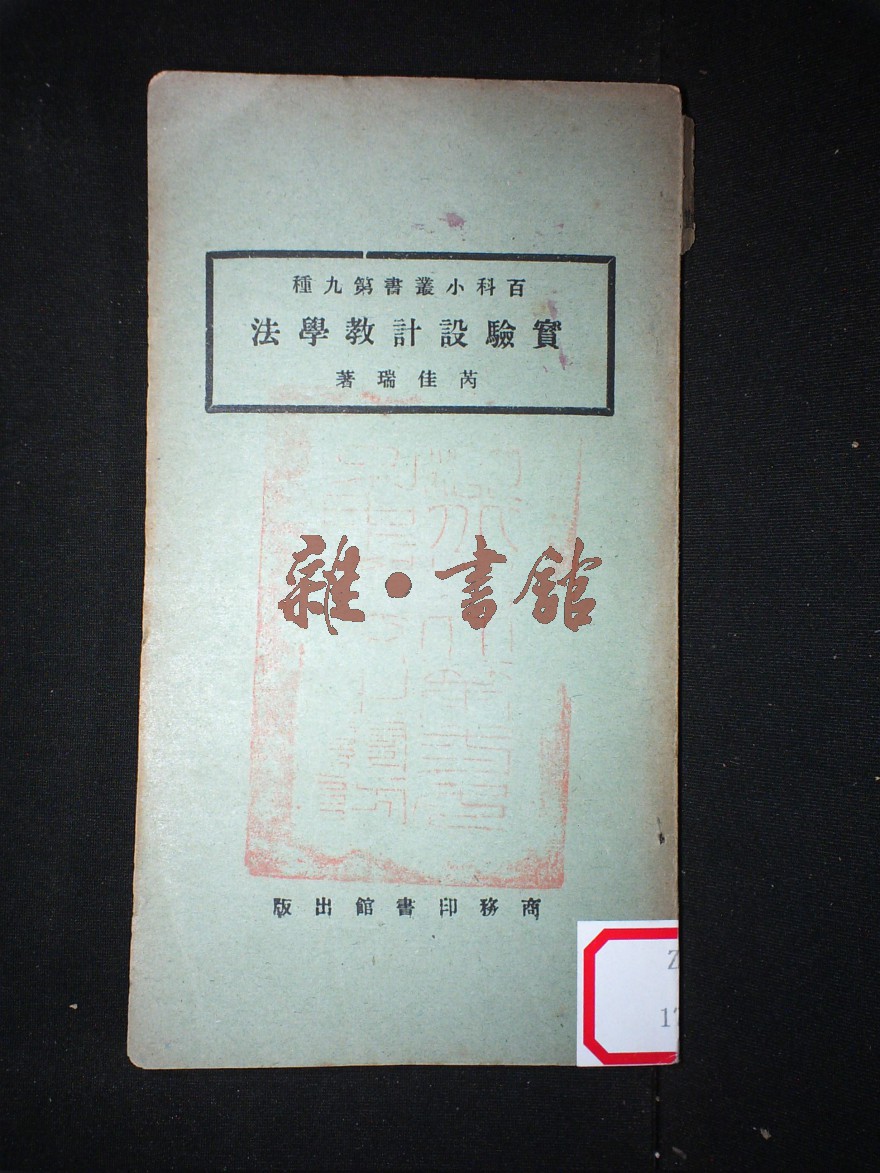 百科小叢書第九種
實驗設計教學法
芮佳瑞著
雜·書館
商務印書館出版
Z
17